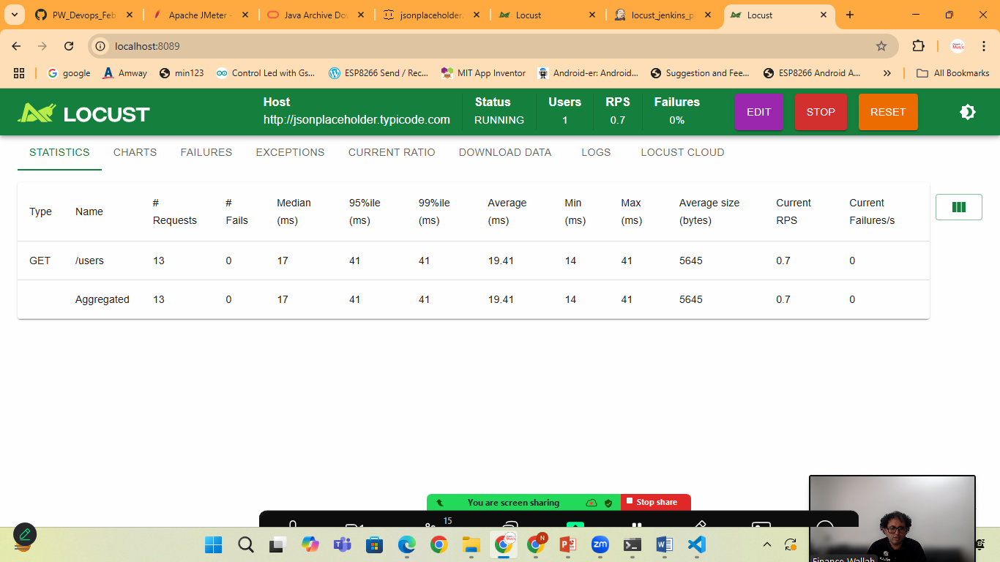 PW_Devops_Feb
Apache JMeter -
Java Archive Do
jsonplaceholder.
Locust
locust_jenkins_p
Locust
localhost:8089
google
Amway
min123
Control Led with Gs...
ESP8266 Send / Rec...
MIT App Inventor
Android-er: Android...
Suggestion and Fee...
ESP8266 Android A...
All Bookmarks
LOCUST
Host
http://jsonplaceholder.typicode.com
Status
RUNNING
Users
1
RPS
0.7
Failures
0%
EDIT
STOP
RESET
STATISTICS CHARTS FAILURES EXCEPTIONS CURRENT RATIO DOWNLOAD DATA LOGS LOCUST CLOUD
Type Name # Requests # Fails Median (ms) 95%ile (ms) 99%ile (ms) Average (ms) Min (ms) Max (ms) Average size (bytes) Current RPS Current Failures/s
GET /users 13 0 17 41 41 19.41 14 41 5645 0.7 0
Aggregated 13 0 17 41 41 19.41 14 41 5645 0.7 0
You are screen sharing
Stop share
15
Finance Wallah